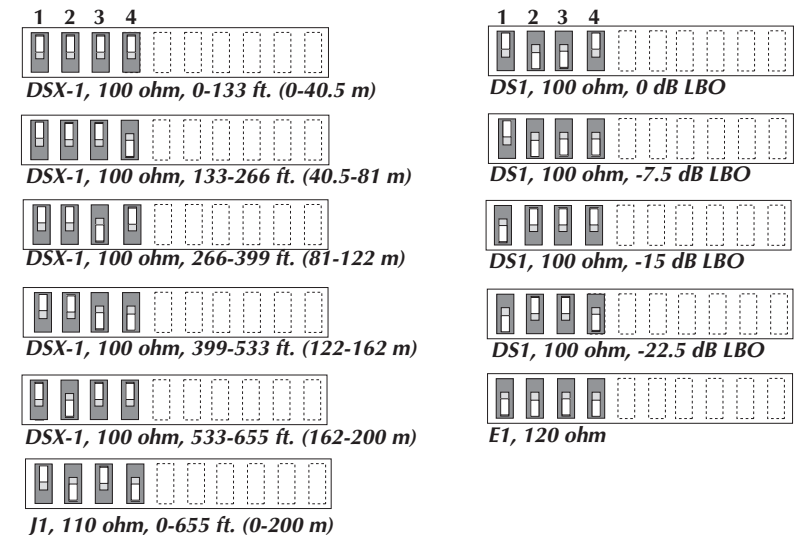 1 2 3 4
DSX-1, 100 ohm, 0-133 ft. (0-40.5 m)
DSX-1, 100 ohm, 133-266 ft. (40.5-81 m)
DSX-1, 100 ohm, 266-399 ft. (81-122 m)
DSX-1, 100 ohm, 399-533 ft. (122-162 m)
DSX-1, 100 ohm, 533-655 ft. (162-200 m)
J1, 110 ohm, 0-655 ft. (0-200 m)
1 2 3 4
DS1, 100 ohm, 0 dB LBO
DS1, 100 ohm, -7.5 dB LBO
DS1, 100 ohm, -15 dB LBO
DS1, 100 ohm, -22.5 dB LBO
E1, 120 ohm